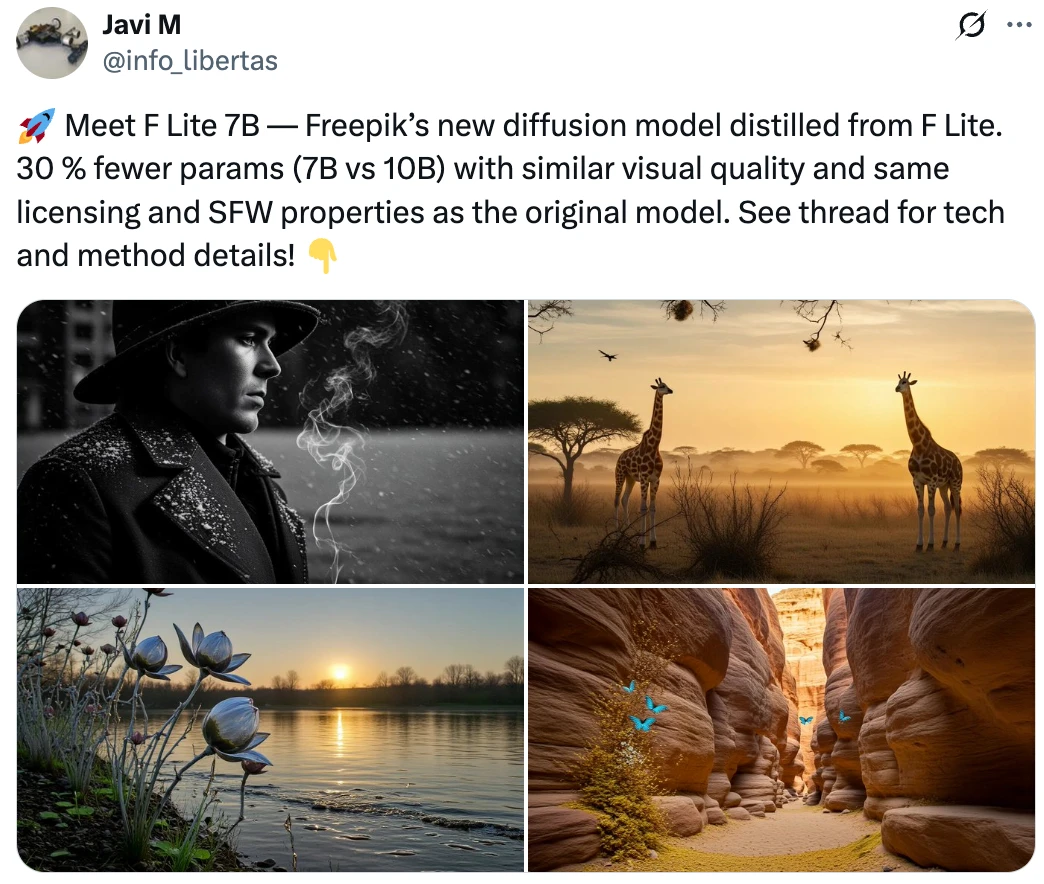 Javi M
@info_libertas
🚀 Meet F Lite 7B — Freepik’s new diffusion model distilled from F Lite.
30 % fewer params (7B vs 10B) with similar visual quality and same
licensing and SFW properties as the original model. See thread for tech
and method details! 👇